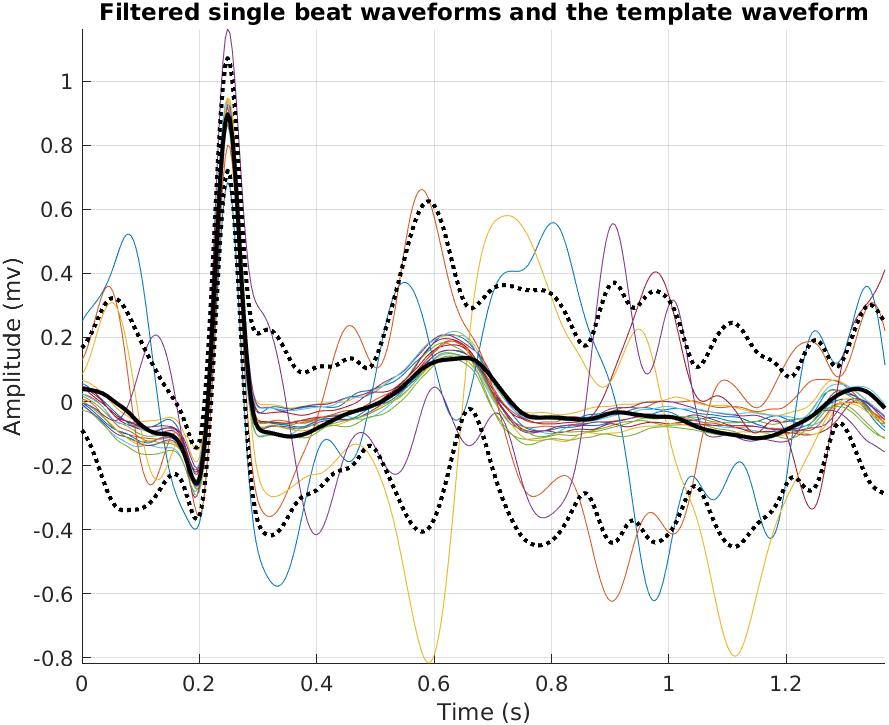 Filtered single beat waveforms and the template waveform
1
0.8
0.6
0.4
0.2
0
-0.2
-0.4
-0.6
-0.8
Amplitude (mv)
0 0.2 0.4 0.6 0.8 1 1.2
Time (s)